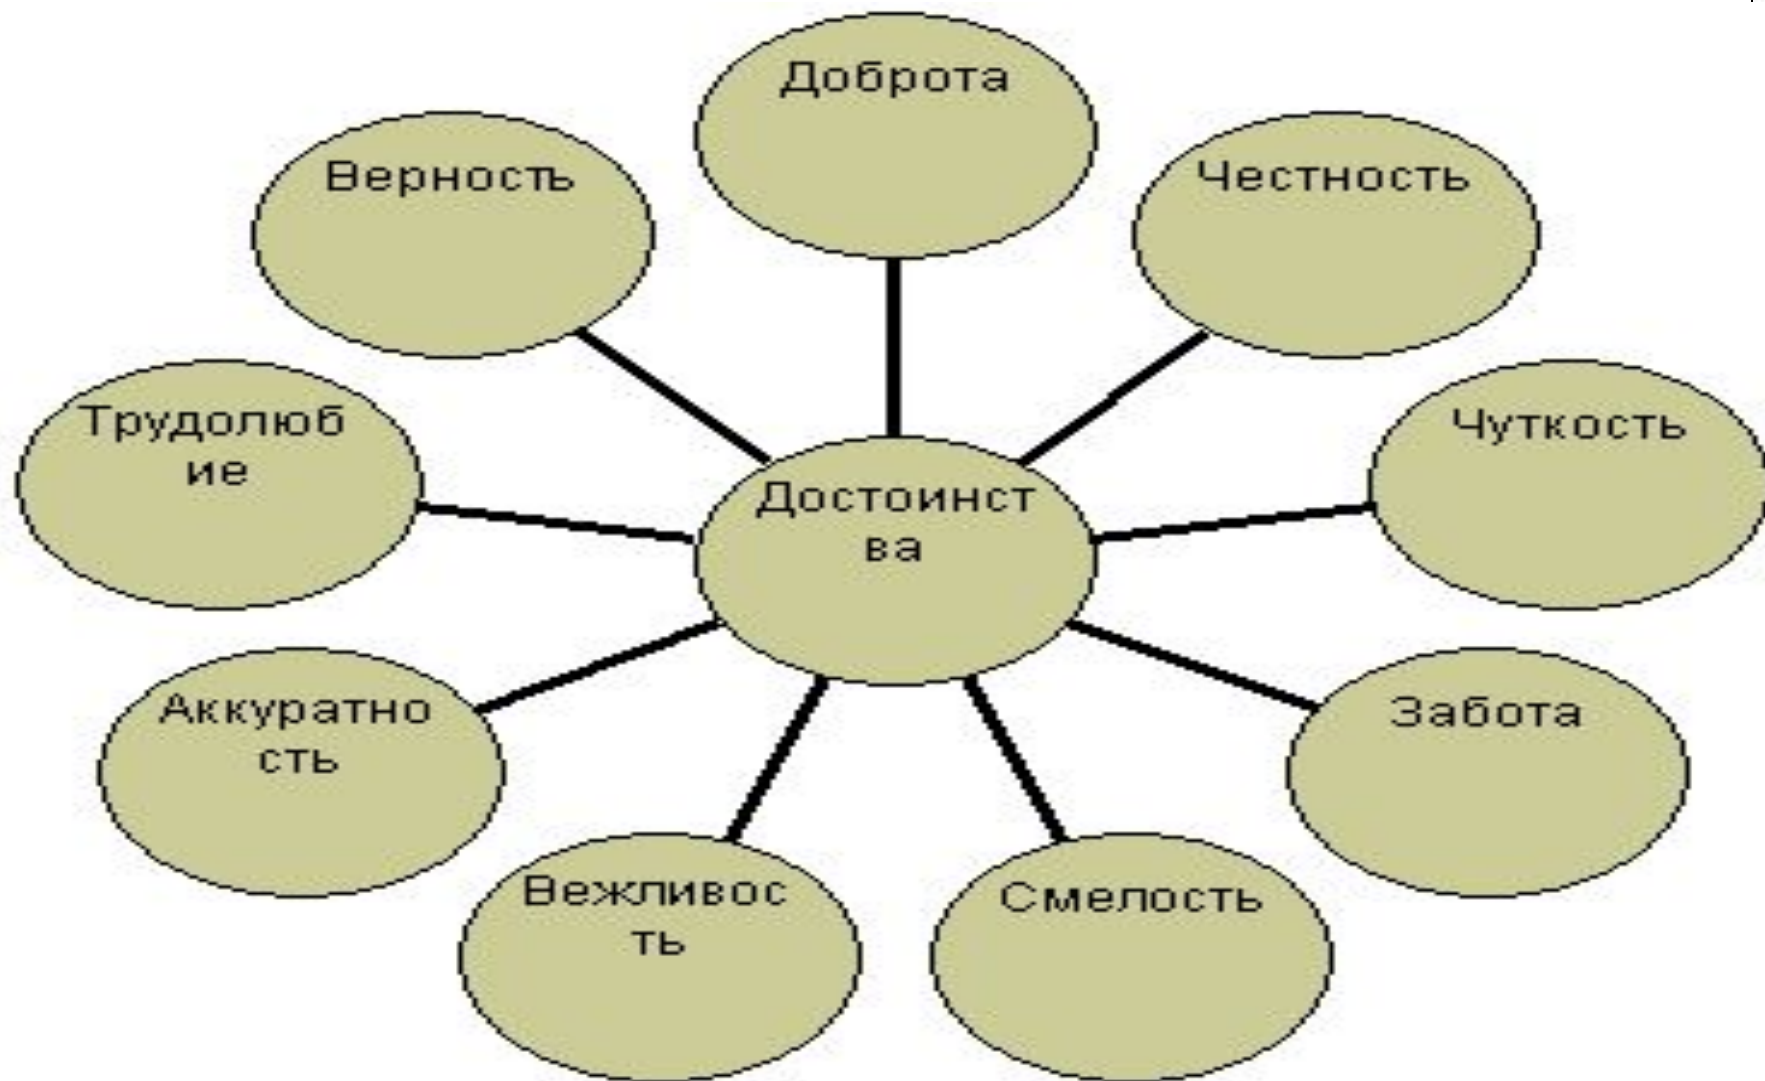 Доброта
Верность
Честность
Трудолюб
ие
Чуткость
Достоинст
ва
Аккуратно
сть
Забота
Вежливос
ть
Смелость